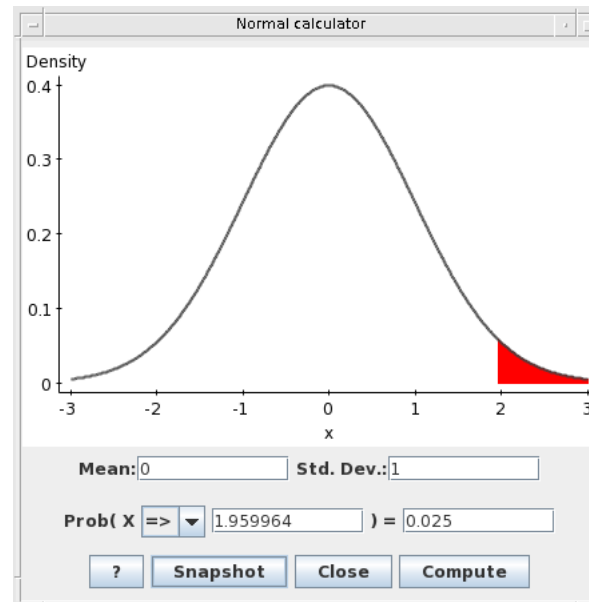 Normal calculator
Density
0.4
0.3
0.2
0.1
0
-3 -2 -1 0 1 2 3
x
Mean: 0 Std. Dev.: 1
Prob( X => 1.959964 ) = 0.025
? Snapshot Close Compute